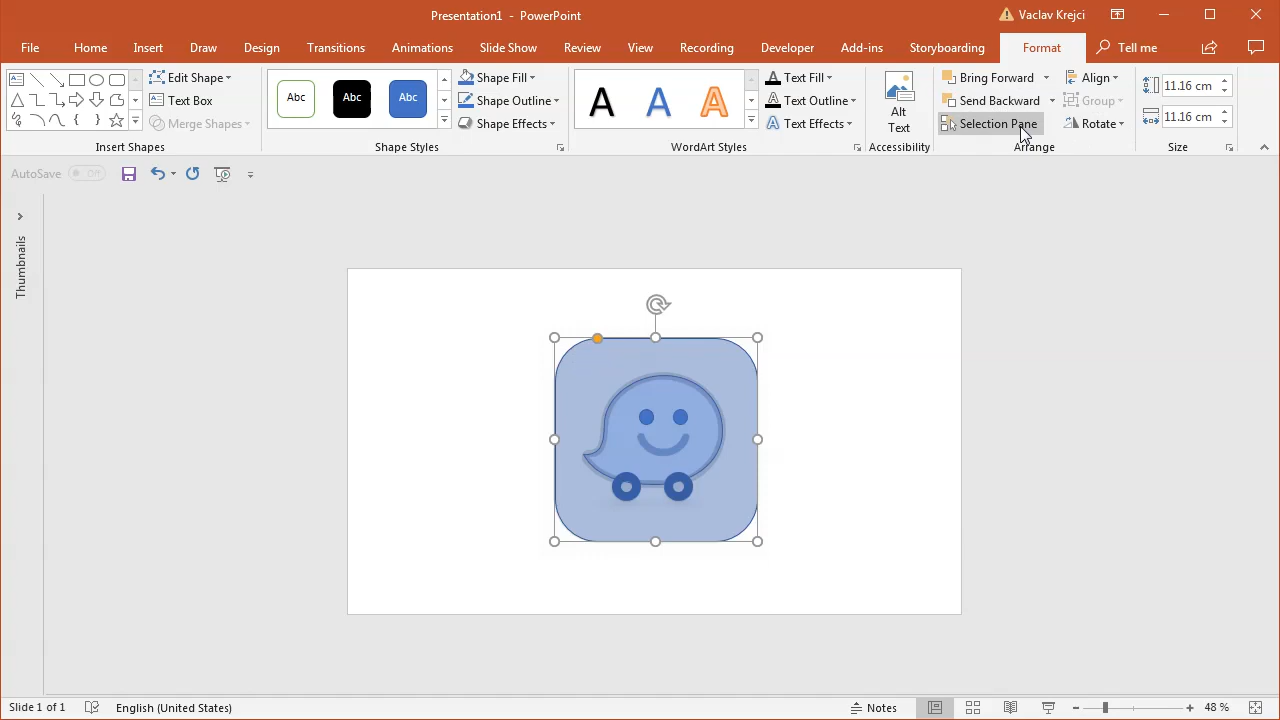 Presentation1 - PowerPoint
Vaclav Krejci
File Home Insert Draw Design Transitions Animations Slide Show Review View Recording Developer Add-ins Storyboarding Format Tell me
Edit Shape
Text Box
Merge Shapes
Insert Shapes
Abc Abc Abc
Shape Fill
Shape Outline
Shape Effects
Shape Styles
A A A
Text Fill
Text Outline
Text Effects
WordArt Styles
Alt
Text
Accessibility
Bring Forward
Send Backward
Selection Pane
Align
Group
Rotate
Arrange
11.16 cm
11.16 cm
Size
AutoSave Off
Thumbnails
Slide 1 of 1 English (United States) Notes 48 %